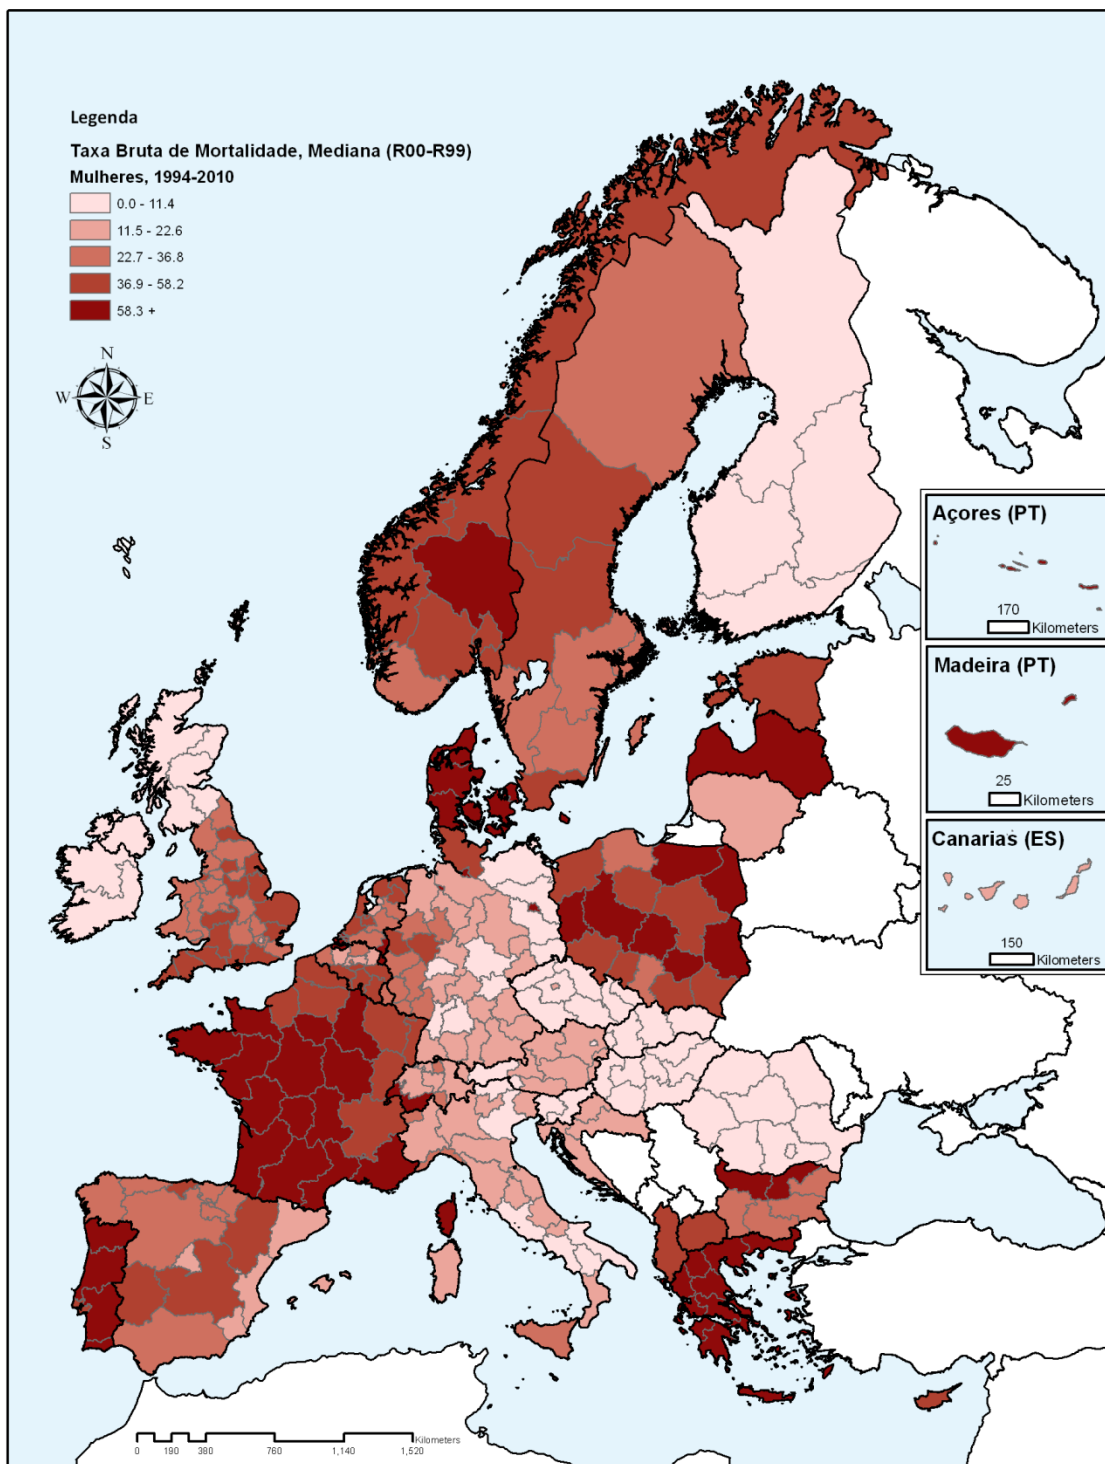 Legenda
Taxa Bruta de Mortalidade, Mediana (R00-R99)
Mulheres, 1994-2010
0.0 - 11.4
11.5 - 22.6
22.7 - 36.8
36.9 - 58.2
58.3 +
N
W E
S
Açores (PT)
170
Kilometers
Madeira (PT)
25
Kilometers
Canarias (ES)
150
Kilometers
Kilometers
0 190 380 760 1,140 1,520